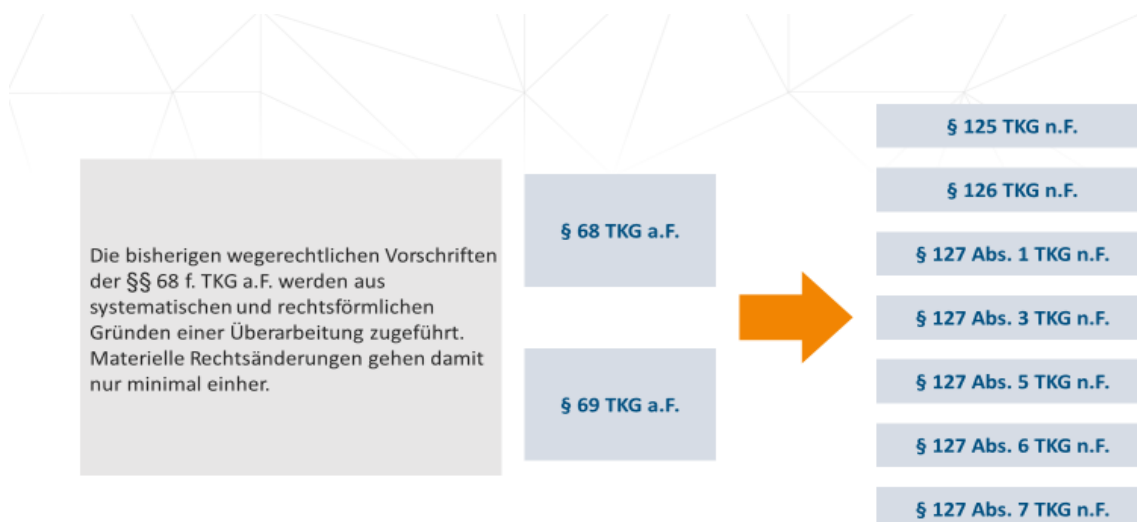 Die bisherigen wegerechtlichen Vorschriften
der §§ 68 f. TKG a.F. werden aus
systematischen und rechtsförmlichen
Gründen einer Überarbeitung zugeführt.
Materielle Rechtsänderungen gehen damit
nur minimal einher.
§ 68 TKG a.F.
§ 69 TKG a.F.
§ 125 TKG n.F.
§ 126 TKG n.F.
§ 127 Abs. 1 TKG n.F.
§ 127 Abs. 3 TKG n.F.
§ 127 Abs. 5 TKG n.F.
§ 127 Abs. 6 TKG n.F.
§ 127 Abs. 7 TKG n.F.